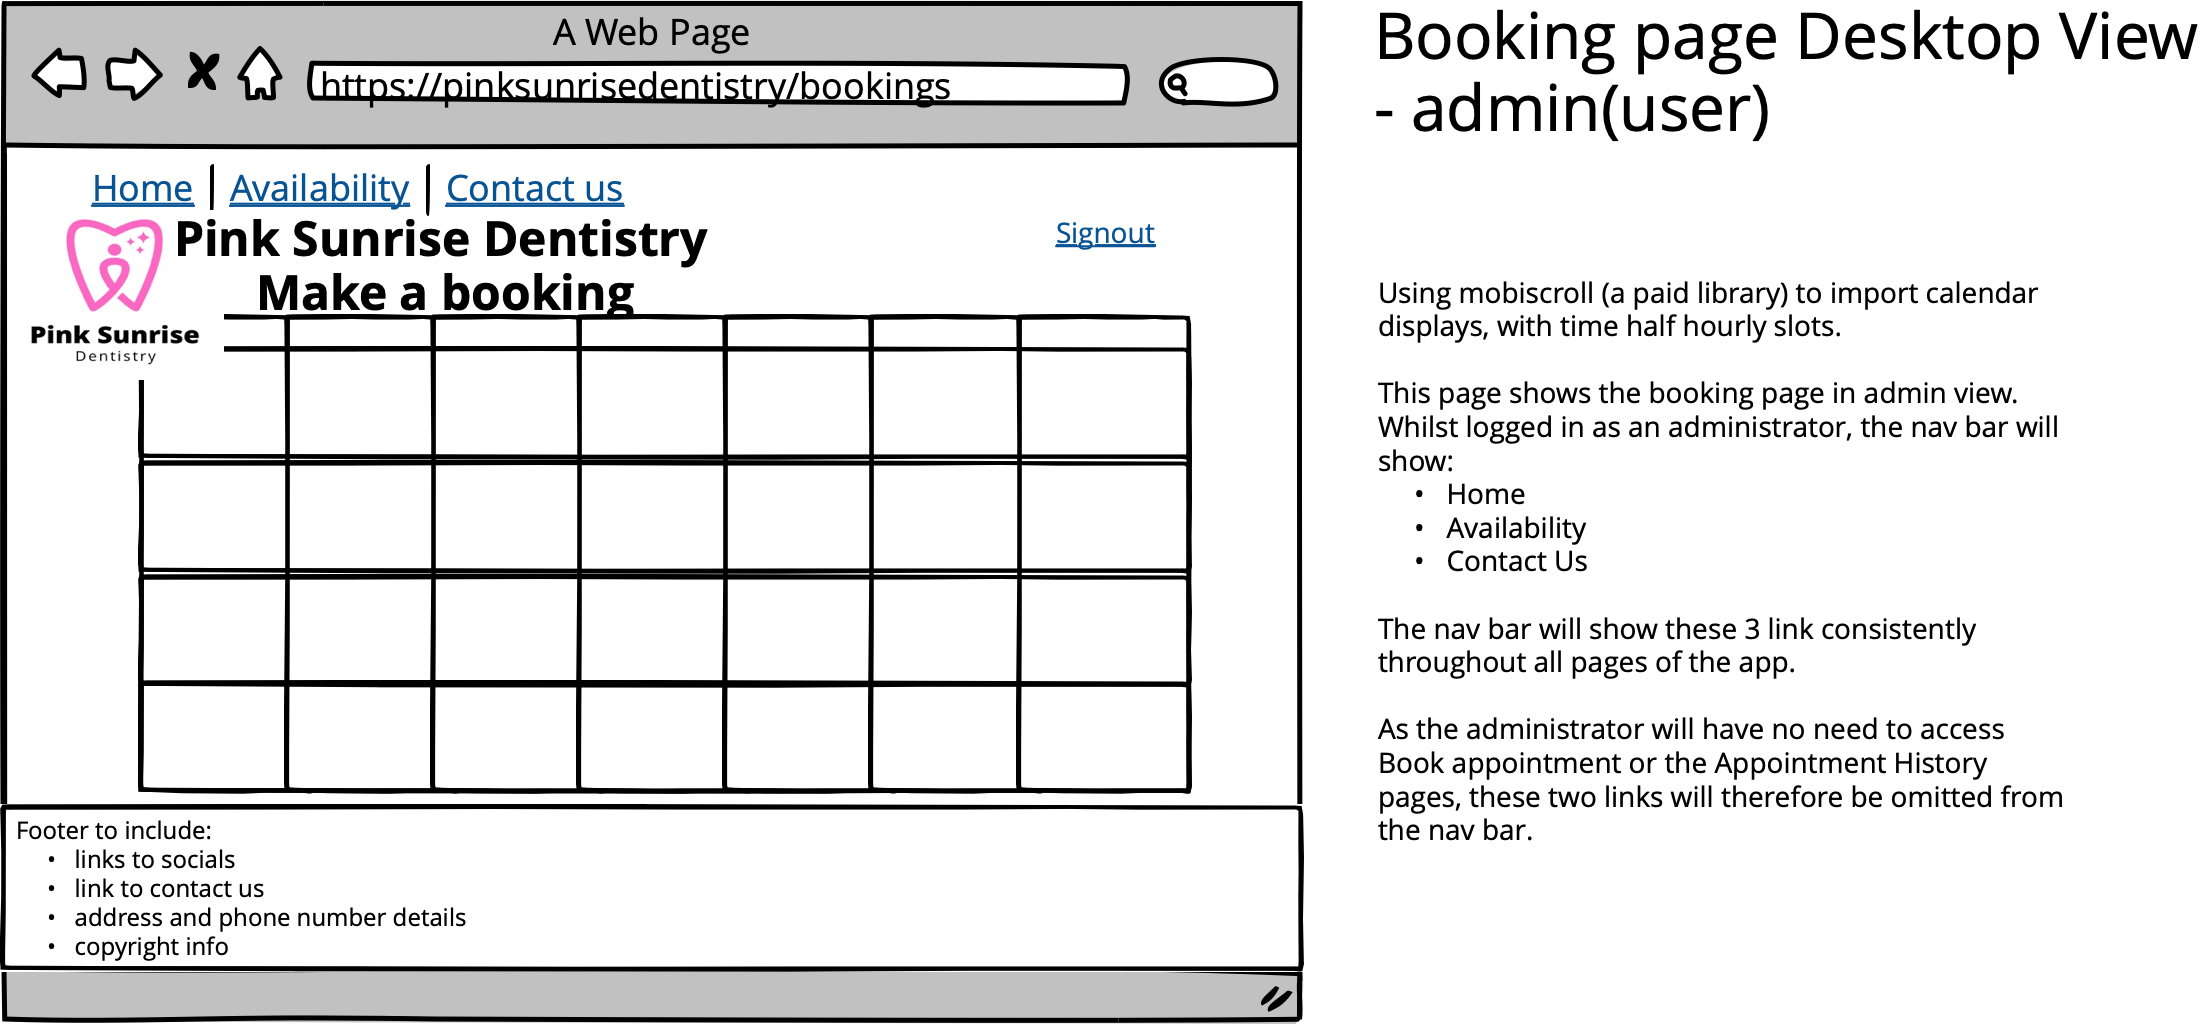 A Web Page
https://pinksunrisedentistry/bookings
Home | Availability | Contact us
Pink Sunrise Dentistry
Signout
Make a booking
Pink Sunrise
Dentistry
Footer to include:
• links to socials
• link to contact us
• address and phone number details
• copyright info
Booking page Desktop View
- admin(user)
Using mobiscroll (a paid library) to import calendar
displays, with time half hourly slots.
This page shows the booking page in admin view.
Whilst logged in as an administrator, the nav bar will
show:
• Home
• Availability
• Contact Us
The nav bar will show these 3 link consistently
throughout all pages of the app.
As the administrator will have no need to access
Book appointment or the Appointment History
pages, these two links will therefore be omitted from
the nav bar.